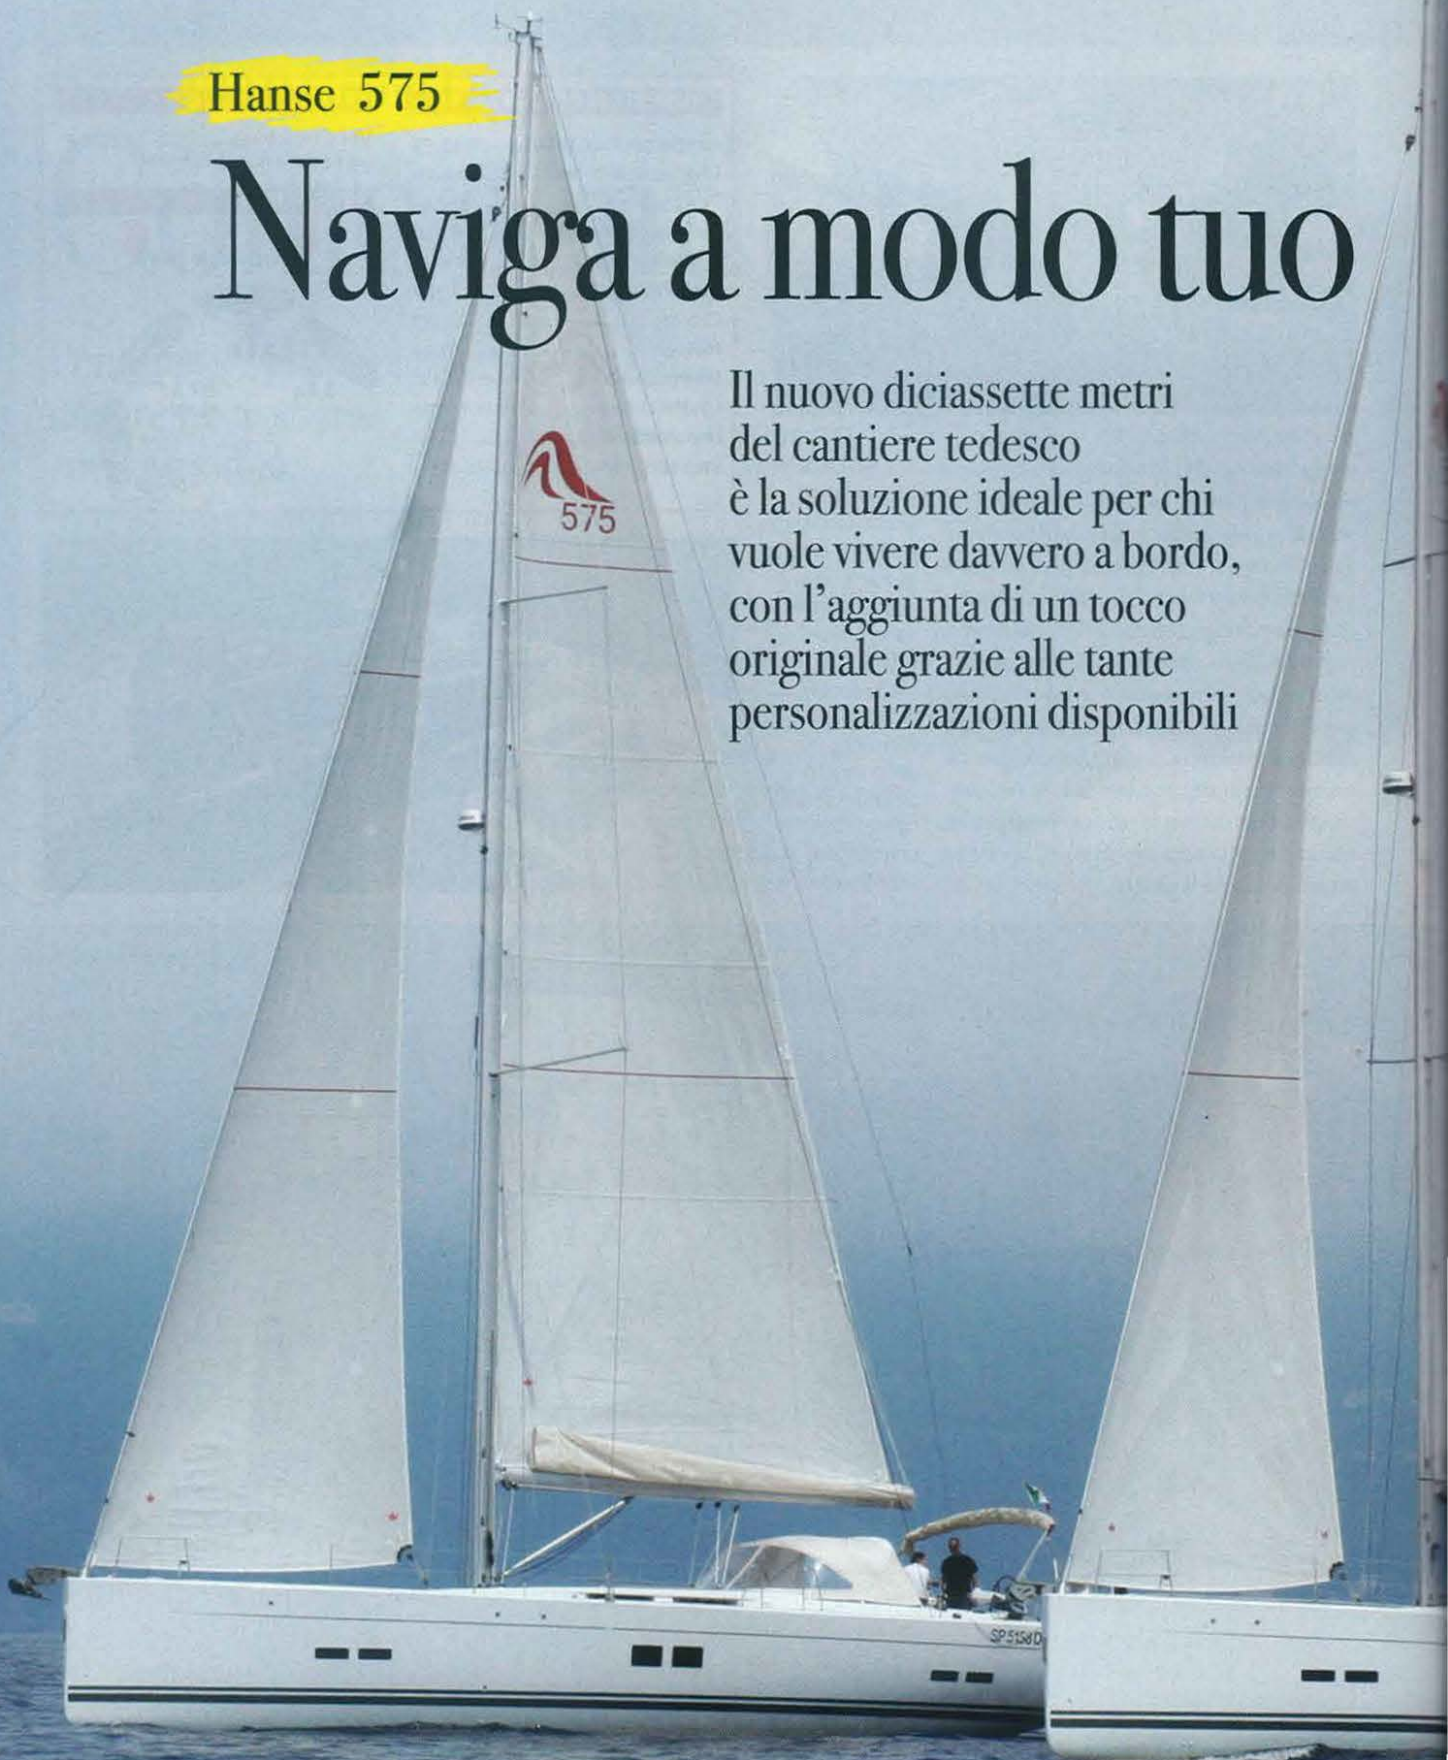 Hanse 575
Naviga a modo tuo
Il nuovo diciassette metri
del cantiere tedesco
è la soluzione ideale per chi
vuole vivere davvero a bordo,
con l'aggiunta di un tocco
originale grazie alle tante
personalizzazioni disponibili
575
SP5158D